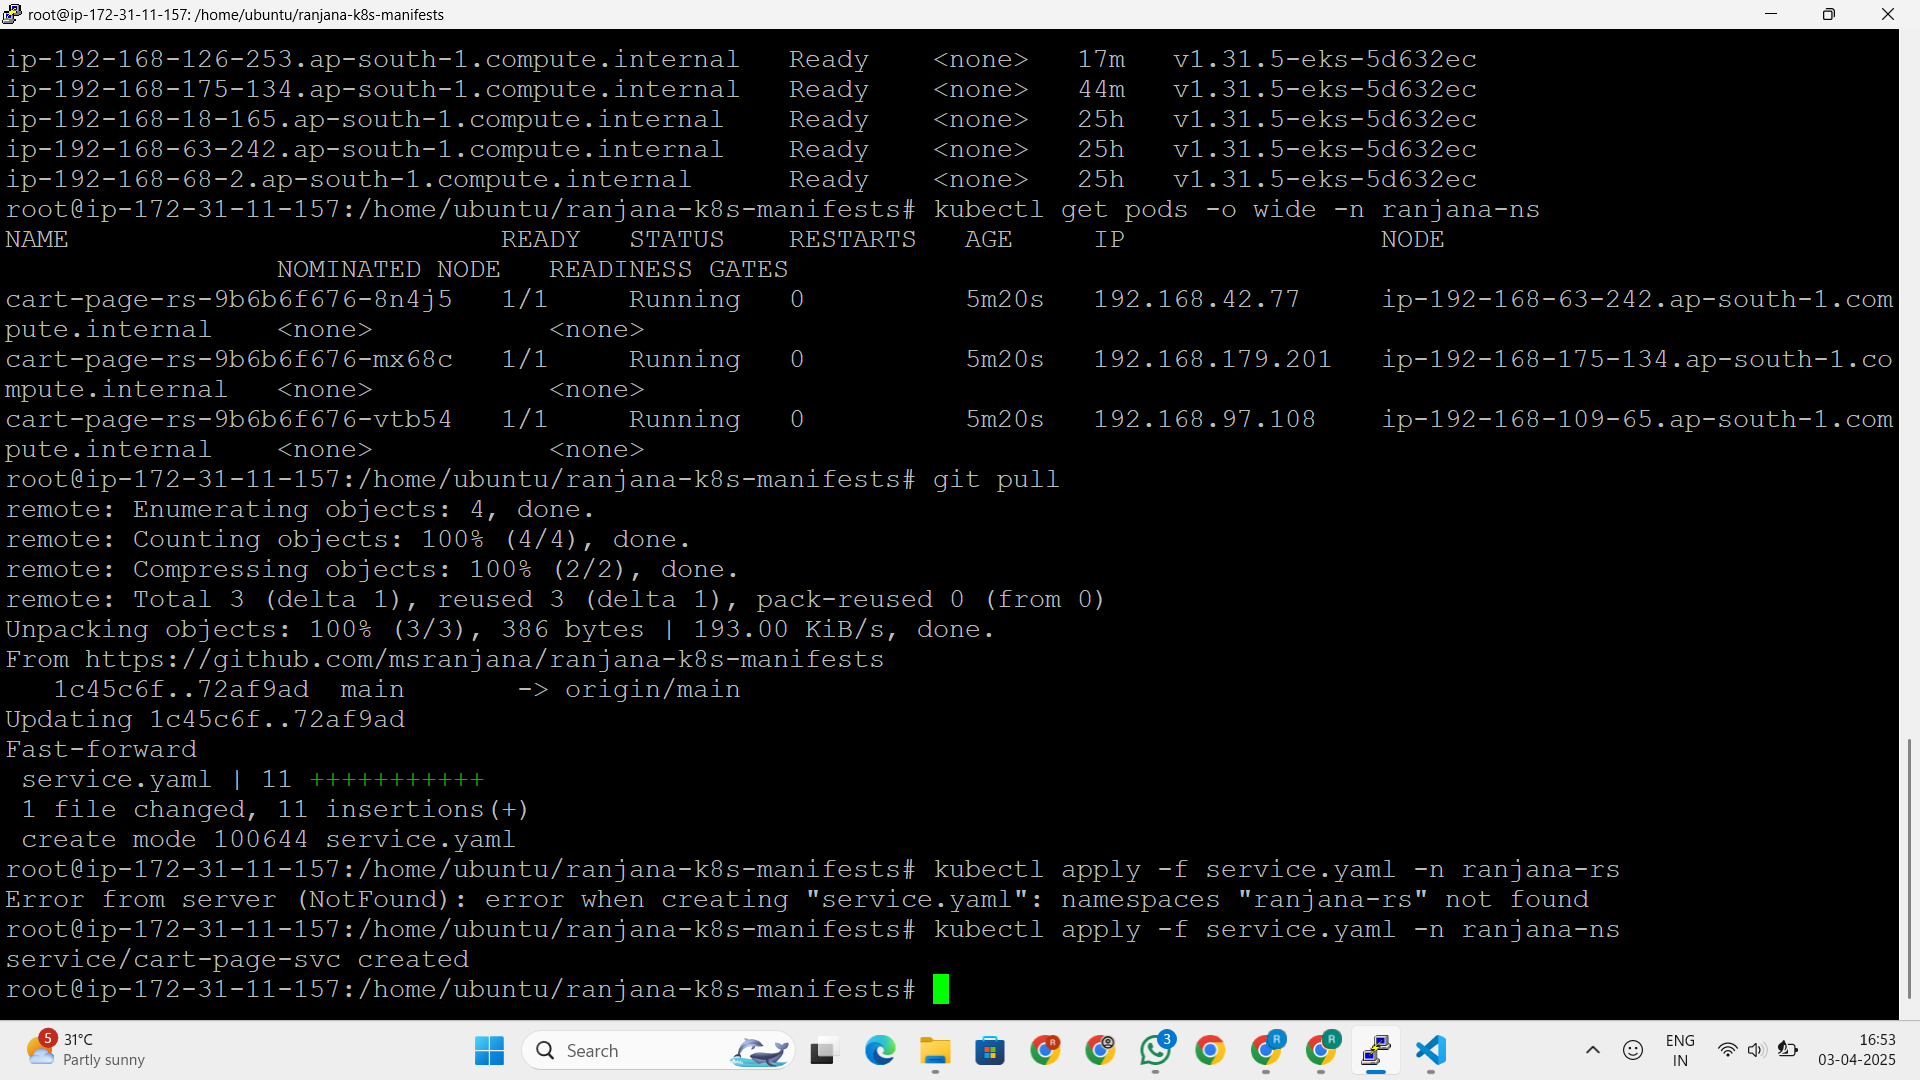 root@ip-172-31-11-157: /home/ubuntu/ranjana-k8s-manifests
ip-192-168-126-253.ap-south-1.compute.internal   Ready    <none>   17m   v1.31.5-eks-5d632ec
ip-192-168-175-134.ap-south-1.compute.internal   Ready    <none>   44m   v1.31.5-eks-5d632ec
ip-192-168-18-165.ap-south-1.compute.internal    Ready    <none>   25h   v1.31.5-eks-5d632ec
ip-192-168-63-242.ap-south-1.compute.internal    Ready    <none>   25h   v1.31.5-eks-5d632ec
ip-192-168-68-2.ap-south-1.compute.internal      Ready    <none>   25h   v1.31.5-eks-5d632ec
root@ip-172-31-11-157:/home/ubuntu/ranjana-k8s-manifests# kubectl get pods -o wide -n ranjana-ns
NAME                           READY   STATUS    RESTARTS   AGE     IP                NODE
                 NOMINATED NODE   READINESS GATES
cart-page-rs-9b6b6f676-8n4j5   1/1     Running   0          5m20s   192.168.42.77     ip-192-168-63-242.ap-south-1.com
pute.internal    <none>           <none>
cart-page-rs-9b6b6f676-mx68c   1/1     Running   0          5m20s   192.168.179.201   ip-192-168-175-134.ap-south-1.co
mpute.internal   <none>           <none>
cart-page-rs-9b6b6f676-vtb54   1/1     Running   0          5m20s   192.168.97.108    ip-192-168-109-65.ap-south-1.com
pute.internal    <none>           <none>
root@ip-172-31-11-157:/home/ubuntu/ranjana-k8s-manifests# git pull
remote: Enumerating objects: 4, done.
remote: Counting objects: 100% (4/4), done.
remote: Compressing objects: 100% (2/2), done.
remote: Total 3 (delta 1), reused 3 (delta 1), pack-reused 0 (from 0)
Unpacking objects: 100% (3/3), 386 bytes | 193.00 KiB/s, done.
From https://github.com/msranjana/ranjana-k8s-manifests
   1c45c6f..72af9ad  main       -> origin/main
Updating 1c45c6f..72af9ad
Fast-forward
 service.yaml | 11 +++++++++++
 1 file changed, 11 insertions(+)
 create mode 100644 service.yaml
root@ip-172-31-11-157:/home/ubuntu/ranjana-k8s-manifests# kubectl apply -f service.yaml -n ranjana-rs
Error from server (NotFound): error when creating "service.yaml": namespaces "ranjana-rs" not found
root@ip-172-31-11-157:/home/ubuntu/ranjana-k8s-manifests# kubectl apply -f service.yaml -n ranjana-ns
service/cart-page-svc created
root@ip-172-31-11-157:/home/ubuntu/ranjana-k8s-manifests#
5 31°C
Partly sunny
Search
R
3
R
R
ENG
IN
16:53
03-04-2025